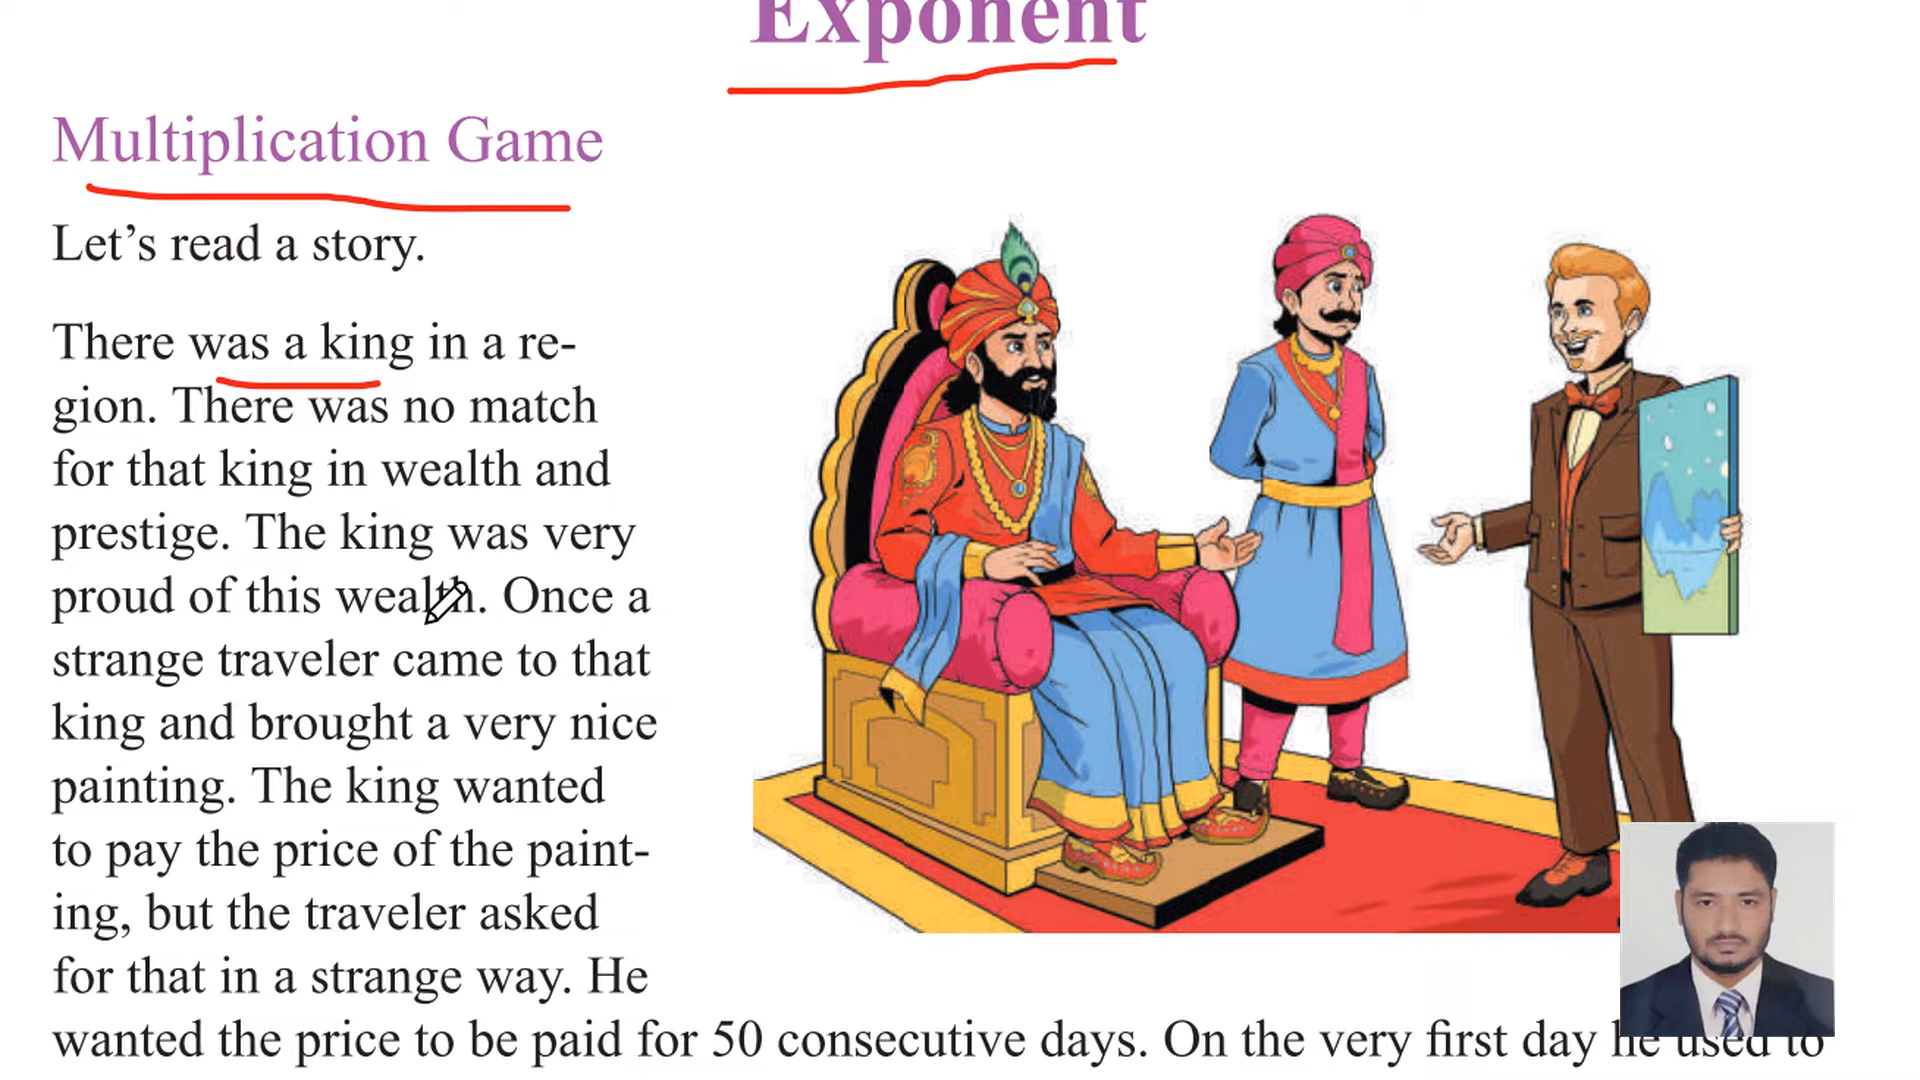 Exponent
Multiplication Game
Let’s read a story.
There was a king in a re-
gion. There was no match
for that king in wealth and
prestige. The king was very
proud of this wealth. Once a
strange traveler came to that
king and brought a very nice
painting. The king wanted
to pay the price of the paint-
ing, but the traveler asked
for that in a strange way. He
wanted the price to be paid for 50 consecutive days. On the very first day he used to